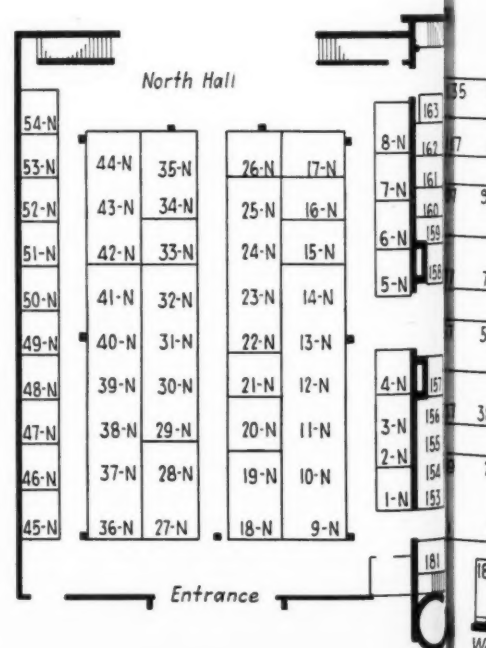 North Hall
54-N
53-N
52-N
51-N
50-N
49-N
48-N
47-N
46-N
45-N
44-N 35-N
43-N 34-N
42-N 33-N
41-N 32-N
40-N 31-N
39-N 30-N
38-N 29-N
37-N 28-N
36-N 27-N
26-N 17-N
25-N 16-N
24-N 15-N
23-N 14-N
22-N 13-N
21-N 12-N
20-N 11-N
19-N 10-N
18-N 9-N
8-N
7-N
6-N
5-N
4-N
3-N
2-N
1-N
163
162
161
160
159
158
157
156
155
154
153
181
Entrance